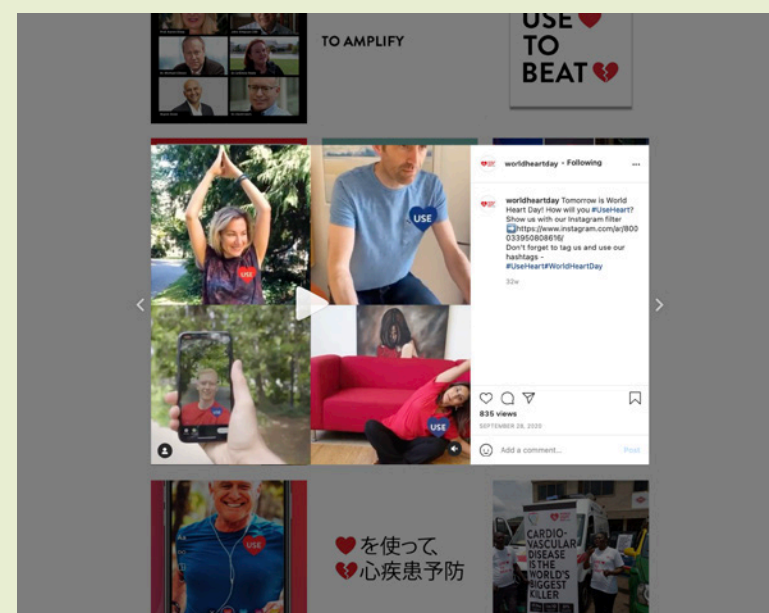 TO AMPLIFY
USE
TO
BEAT
USE
USE
USE
worldheartday • Following
worldheartday Tomorrow is World
Heart Day! How will you #UseHeart?
Show us with our Instagram filter
➡https://www.instagram.com/ar/800
033950808616/
Don't forget to tag us and use our
hashtags -
#UseHeart#WorldHeartDay
32w
835 views
SEPTEMBER 28, 2020
Add a comment...
Post
USE
を使って、
心疾患予防
CARDIO-
VASCULAR
DISEASE
IS THE
WORLD'S
BIGGEST
KILLER